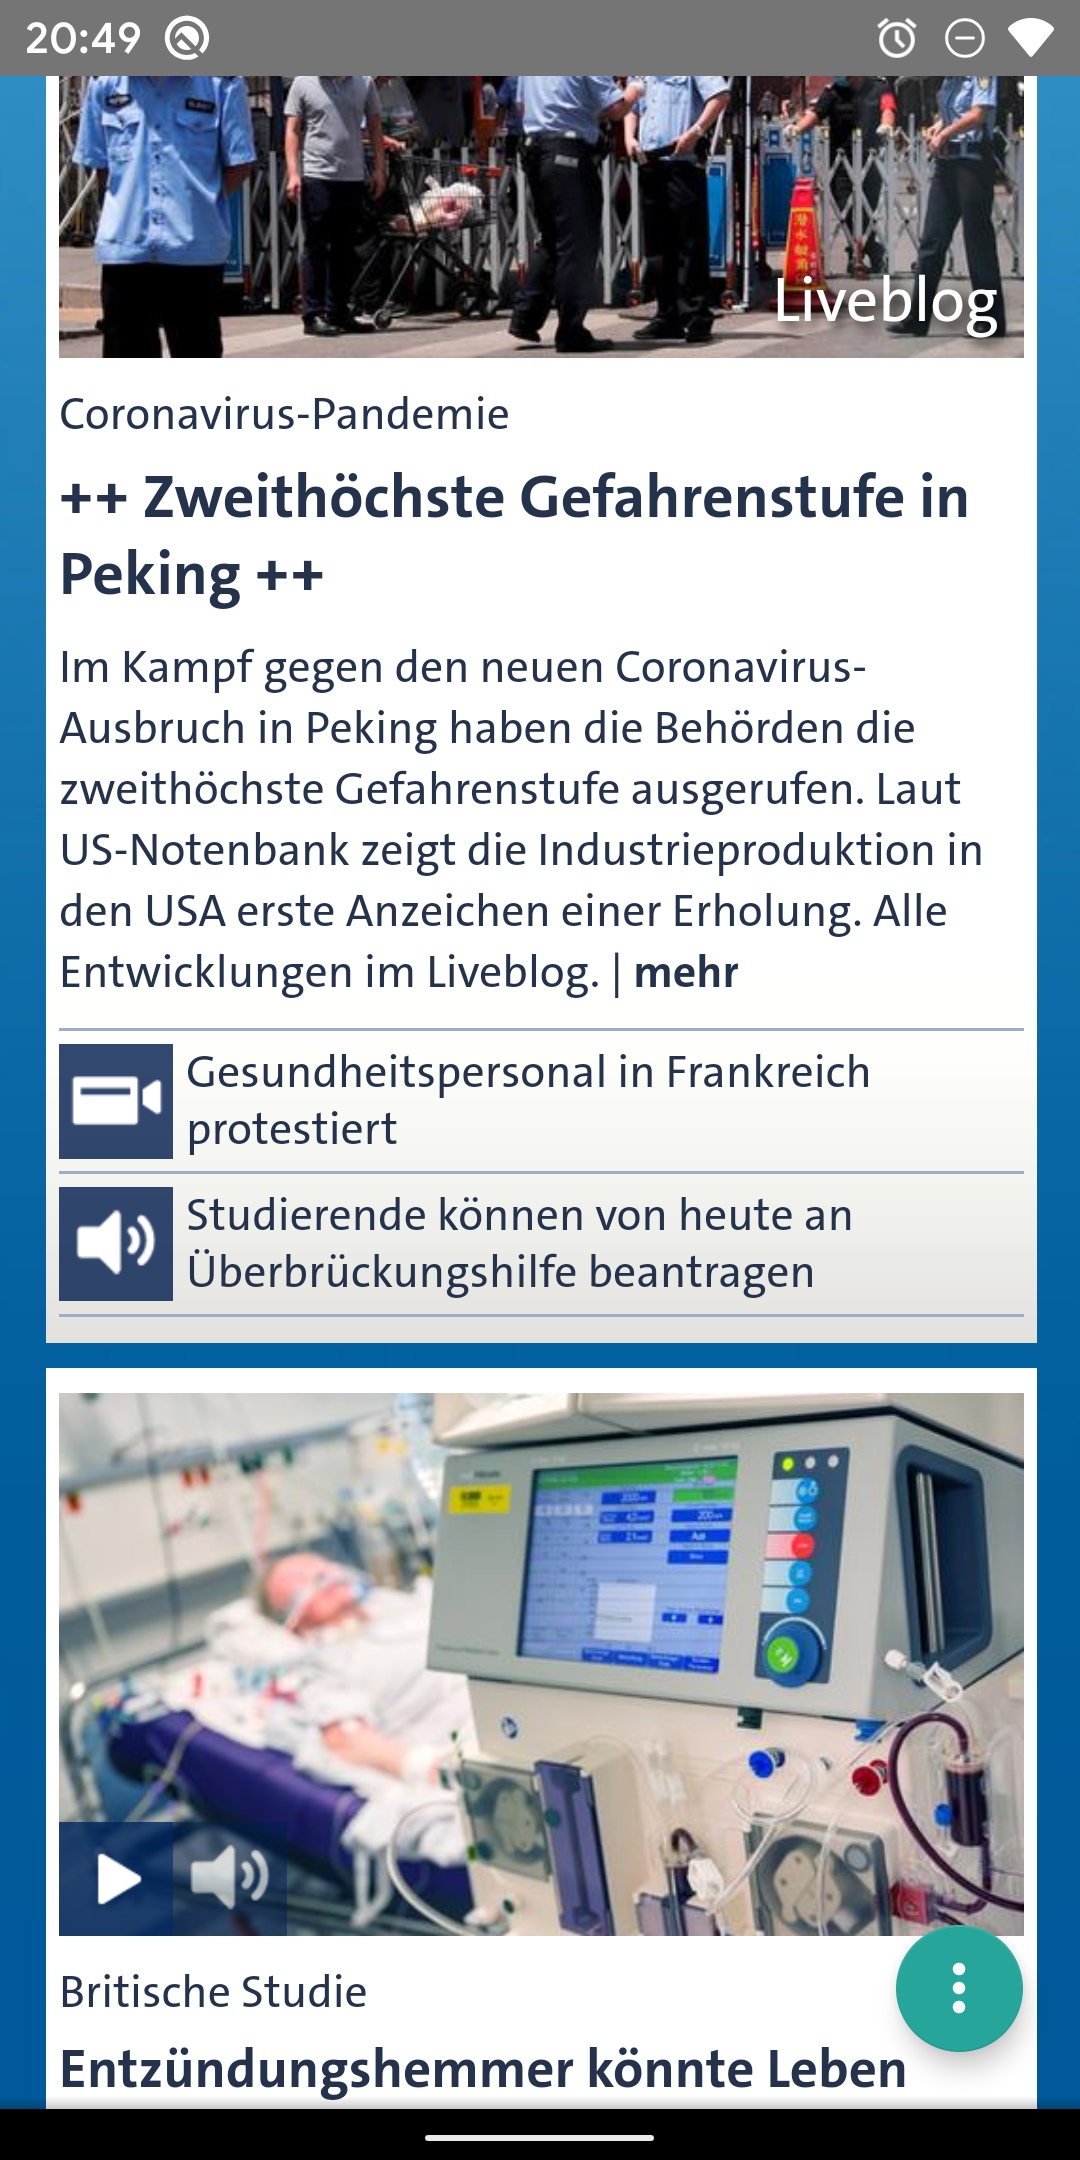 20:49
Liveblog
Coronavirus-Pandemie
++ Zweithöchste Gefahrenstufe in
Peking ++
Im Kampf gegen den neuen Coronavirus-
Ausbruch in Peking haben die Behörden die
zweithöchste Gefahrenstufe ausgerufen. Laut
US-Notenbank zeigt die Industrieproduktion in
den USA erste Anzeichen einer Erholung. Alle
Entwicklungen im Liveblog. | mehr
Gesundheitspersonal in Frankreich
protestiert
Studierende können von heute an
Überbrückungshilfe beantragen
Britische Studie
Entzündungshemmer könnte Leben